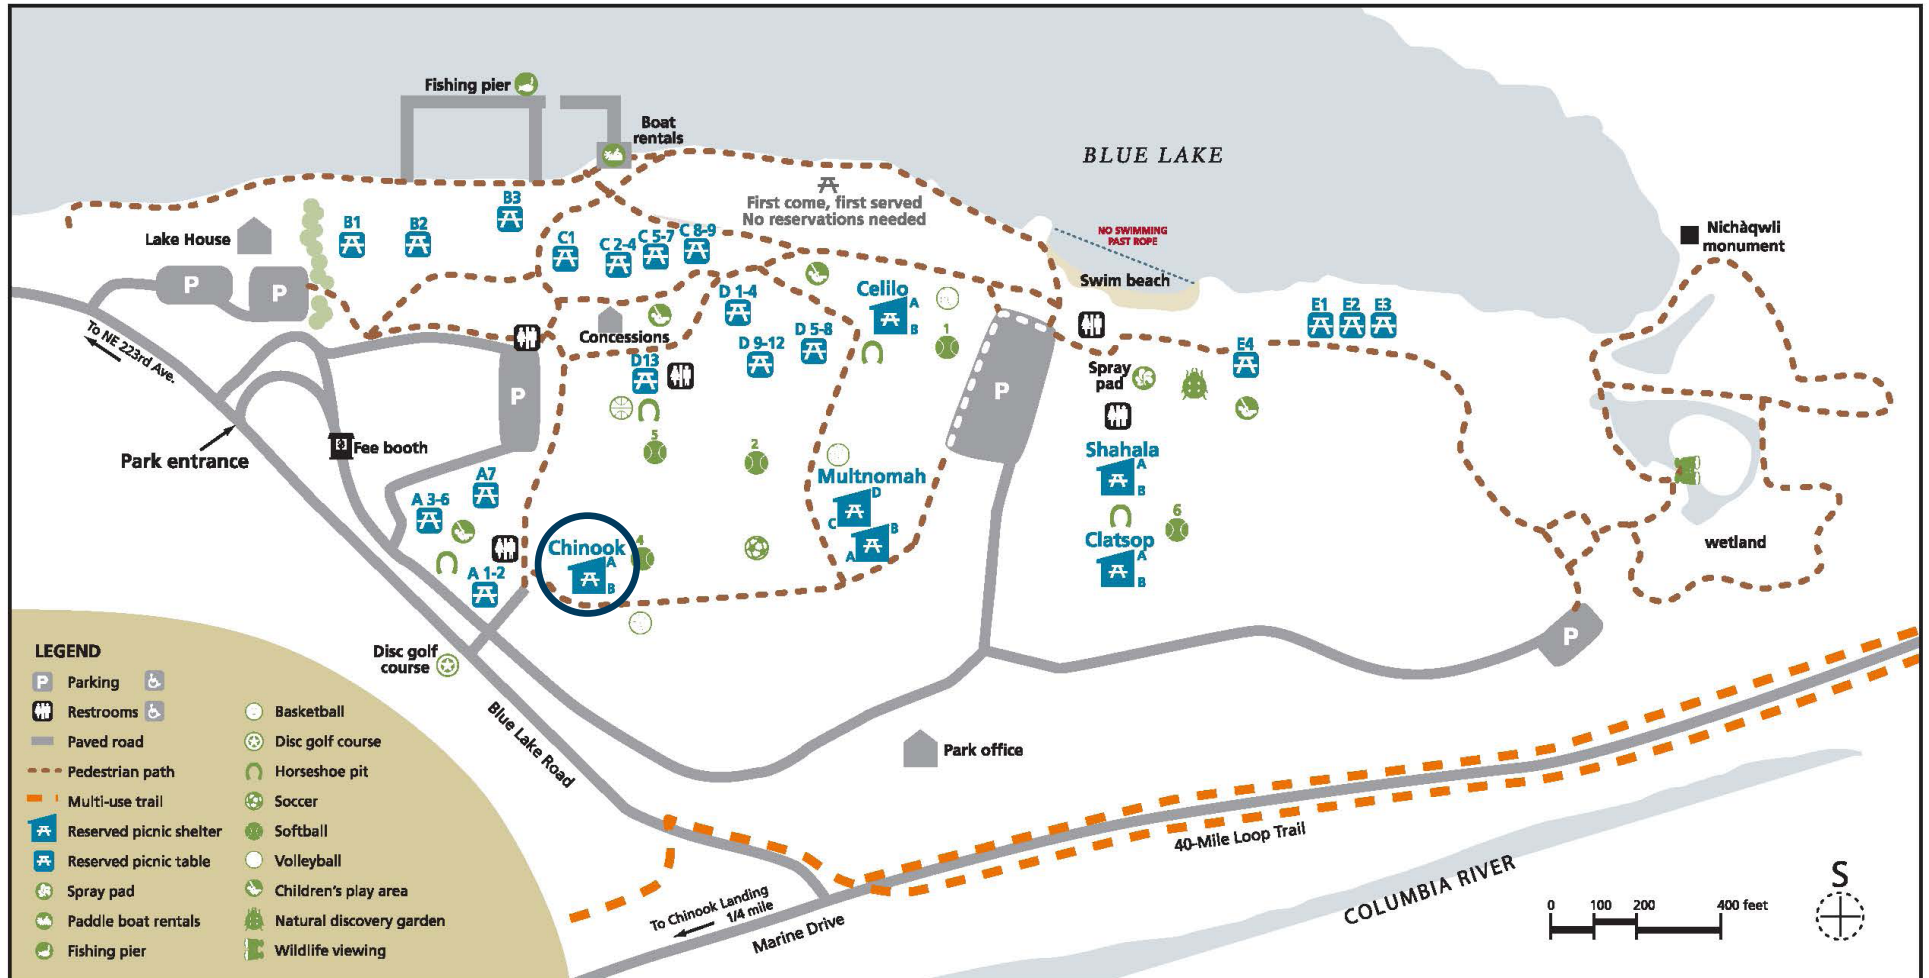 Fishing pier
Boat
rentals
BLUE LAKE
First come, first served
No reservations needed
NO SWIMMING
PAST ROPE
Swim beach
Nichàqwli
monument
Lake House
B1
B2
B3
C1
C 2-4
C 5-7
C 8-9
P
P
To NE 223rd Ave.
Concessions
D 1-4
D 5-8
D 9-12
D13
Celilo
A
B
1
E1
E2
E3
E4
Spray
pad
P
P
Park entrance
Fee booth
5
2
A7
A 3-6
A 1-2
Multnomah
D
C
B
A
Shahala
A
B
6
Clatsop
A
B
wetland
Chinook
A
B
4
P
Disc golf
course
Blue Lake Road
Park office
40-Mile Loop Trail
To Chinook Landing
1/4 mile
Marine Drive
COLUMBIA RIVER
0
100
200
400 feet
S
LEGEND
P
Parking
Restrooms
Paved road
Pedestrian path
Multi-use trail
Reserved picnic shelter
Reserved picnic table
Spray pad
Paddle boat rentals
Fishing pier
Basketball
Disc golf course
Horseshoe pit
Soccer
Softball
Volleyball
Children's play area
Natural discovery garden
Wildlife viewing